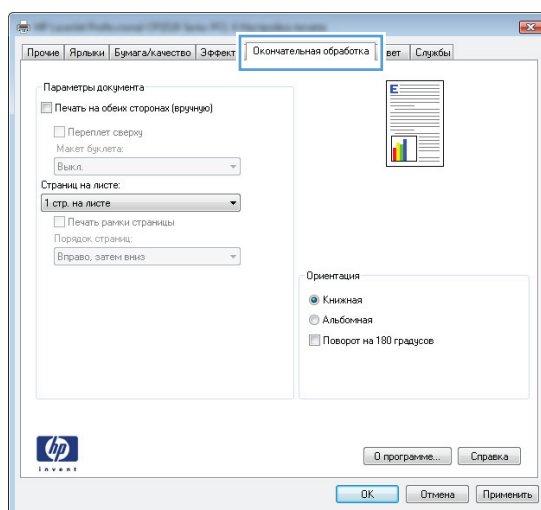 Прочие Ярлыки Бумага/качество Эффект Окончательная обработка вет Службы
Параметры документа
Печать на обеих сторонах (вручную)
Переплет сверху
Макет буклета:
Выкл.
Страниц на листе:
1 стр. на листе
Печать рамки страницы
Порядок страниц:
Вправо, затем вниз
E
Ориентация
Книжная
Альбомная
Поворот на 180 градусов
hp
invent
О программе... Справка
OK Отмена Применить